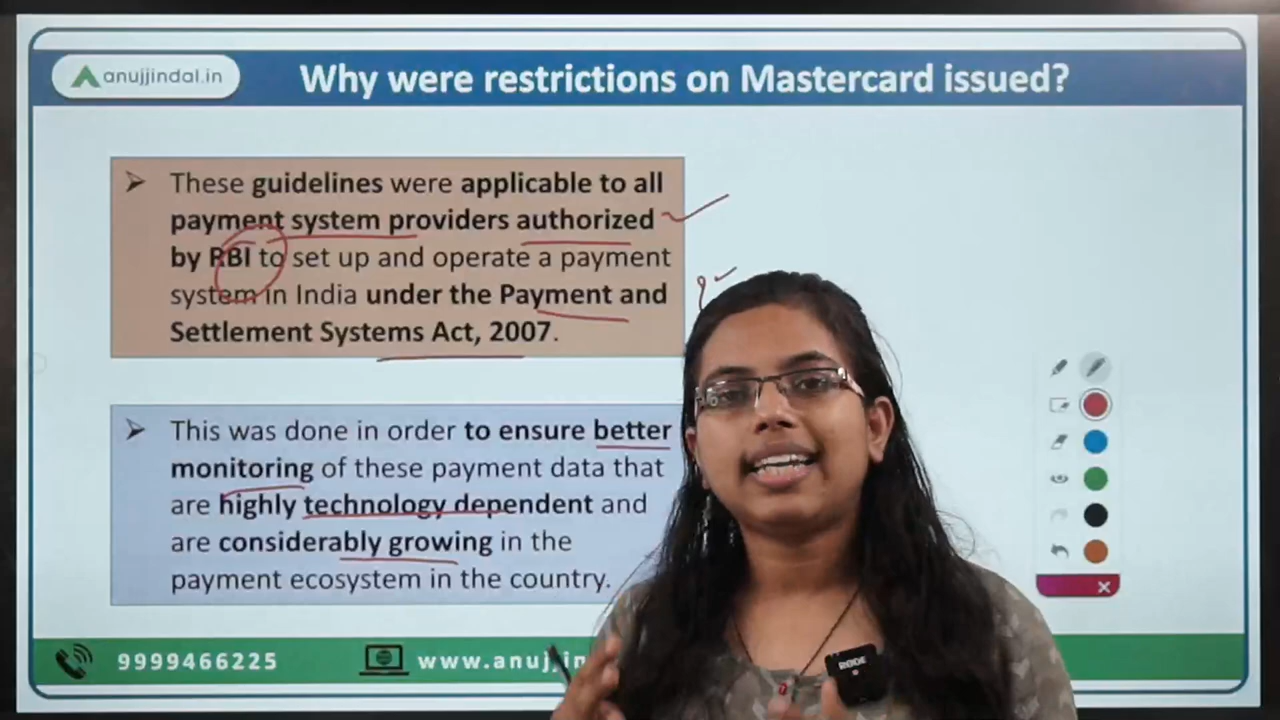 anujjindal.in
Why were restrictions on Mastercard issued?
➢ These guidelines were applicable to all
payment system providers authorized
by RBI to set up and operate a payment
system in India under the Payment and
Settlement Systems Act, 2007.
➢ This was done in order to ensure better
monitoring of these payment data that
are highly technology dependent and
are considerably growing in the
payment ecosystem in the country.
9999466225
www.anujjin
RODE